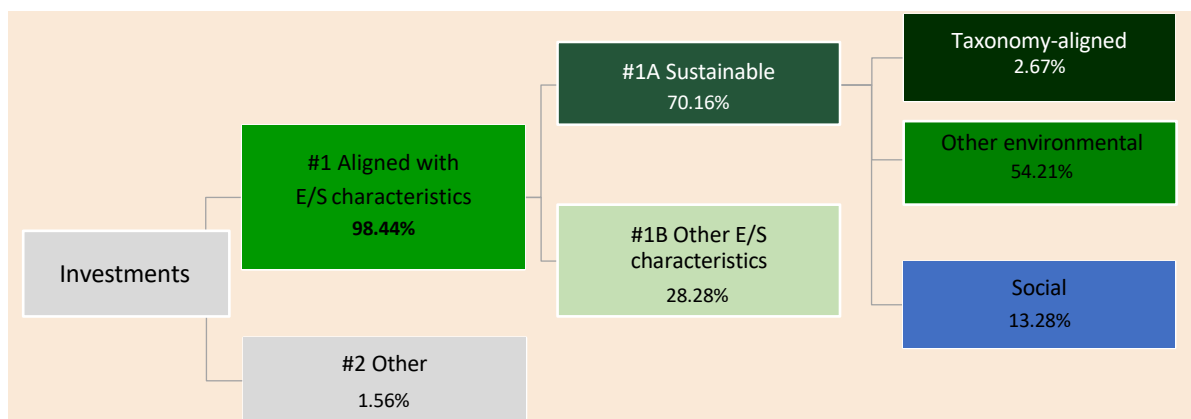 Investments
#1 Aligned with
E/S characteristics
98.44%
#2 Other
1.56%
#1A Sustainable
70.16%
#1B Other E/S
characteristics
28.28%
Taxonomy-aligned
2.67%
Other environmental
54.21%
Social
13.28%